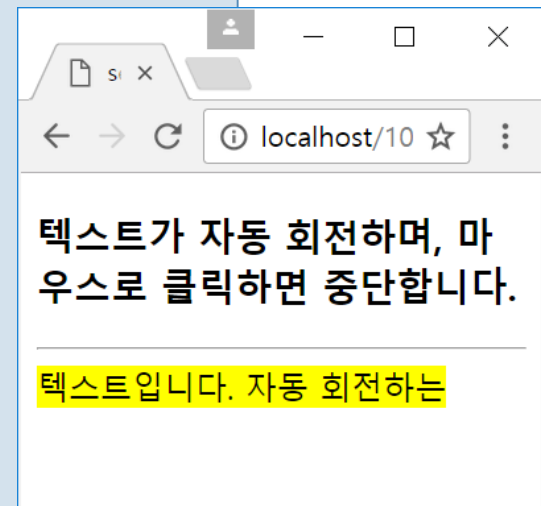 se
localhost/10
텍스트가 자동 회전하며, 마
우스로 클릭하면 중단합니다.
텍스트입니다. 자동 회전하는